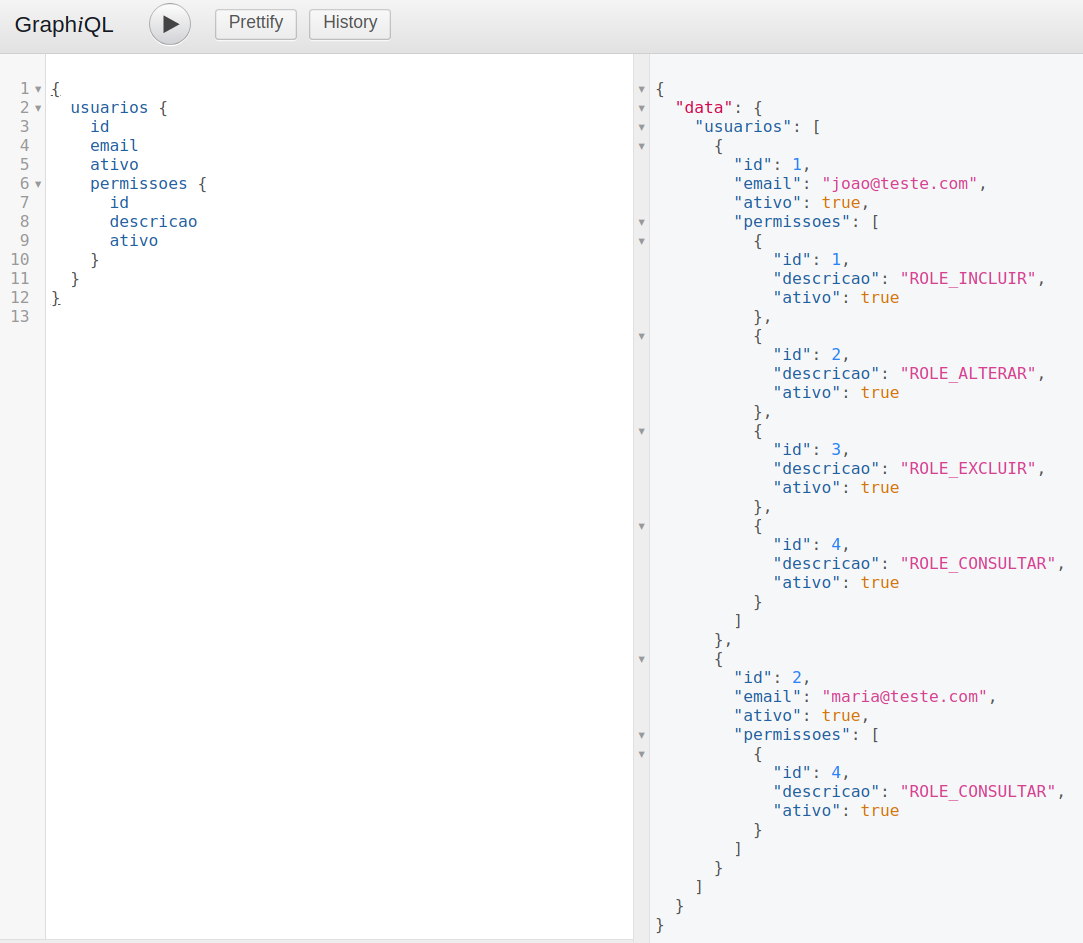 GraphiQL
Prettify
History
1 {
2   usuarios {
3     id
4     email
5     ativo
6     permissoes {
7       id
8       descricao
9       ativo
10     }
11   }
12 }
13
{
  "data": {
    "usuarios": [
      {
        "id": 1,
        "email": "joao@teste.com",
        "ativo": true,
        "permissoes": [
          {
            "id": 1,
            "descricao": "ROLE_INCLUIR",
            "ativo": true
          },
          {
            "id": 2,
            "descricao": "ROLE_ALTERAR",
            "ativo": true
          },
          {
            "id": 3,
            "descricao": "ROLE_EXCLUIR",
            "ativo": true
          },
          {
            "id": 4,
            "descricao": "ROLE_CONSULTAR",
            "ativo": true
          }
        ]
      },
      {
        "id": 2,
        "email": "maria@teste.com",
        "ativo": true,
        "permissoes": [
          {
            "id": 4,
            "descricao": "ROLE_CONSULTAR",
            "ativo": true
          }
        ]
      }
    ]
  }
}